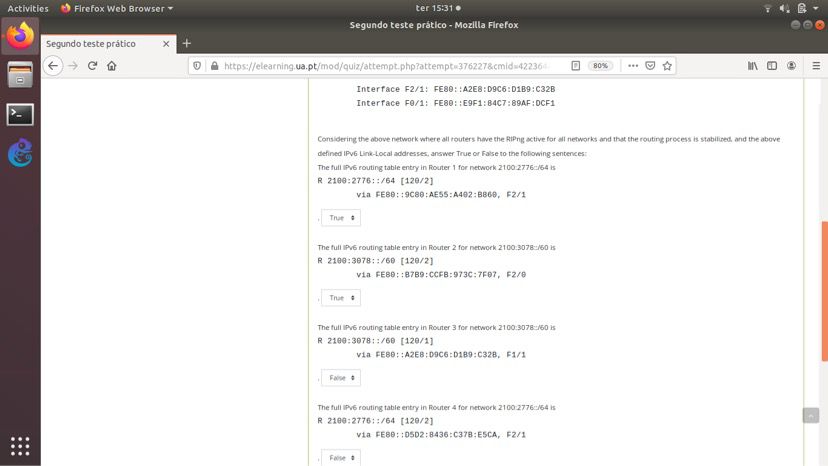 Activities
Firefox Web Browser
ter 15:31
Segundo teste prático - Mozilla Firefox
Segundo teste prático
https://elearning.ua.pt/mod/quiz/attempt.php?attempt=376227&cmid=42236
80%
Interface F2/1: FE80::A2E8:D9C6:D1B9:C32B
Interface F0/1: FE80::E9F1:84C7:89AF:DCF1
Considering the above network where all routers have the RIPng active for all networks and that the routing process is stabilized, and the above
defined IPv6 Link-Local addresses, answer True or False to the following sentences:
The full IPv6 routing table entry in Router 1 for network 2100:2776::/64 is
R 2100:2776::/64 [120/2]
via FE80::9C80:AE55:A402:B860, F2/1
. True
The full IPv6 routing table entry in Router 2 for network 2100:3078::/60 is
R 2100:3078::/60 [120/2]
via FE80::B7B9:CCFB:973C:7F07, F2/0
. True
The full IPv6 routing table entry in Router 3 for network 2100:3078::/60 is
R 2100:3078::/60 [120/1]
via FE80::A2E8:D9C6:D1B9:C32B, F1/1
. False
The full IPv6 routing table entry in Router 4 for network 2100:2776::/64 is
R 2100:2776::/64 [120/2]
via FE80::D5D2:8436:C37B:E5CA, F2/1
. False